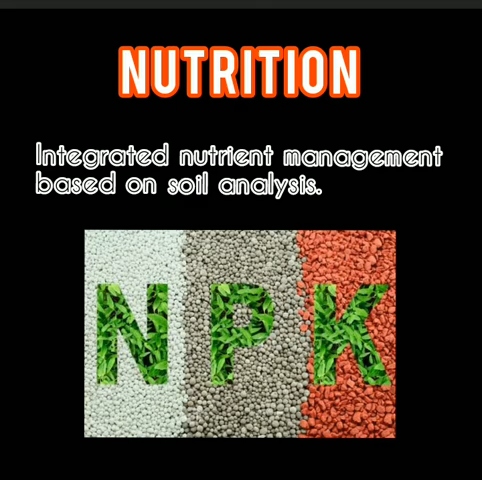 NUTRITION
Integrated nutrient management
based on soil analysis.
NPK